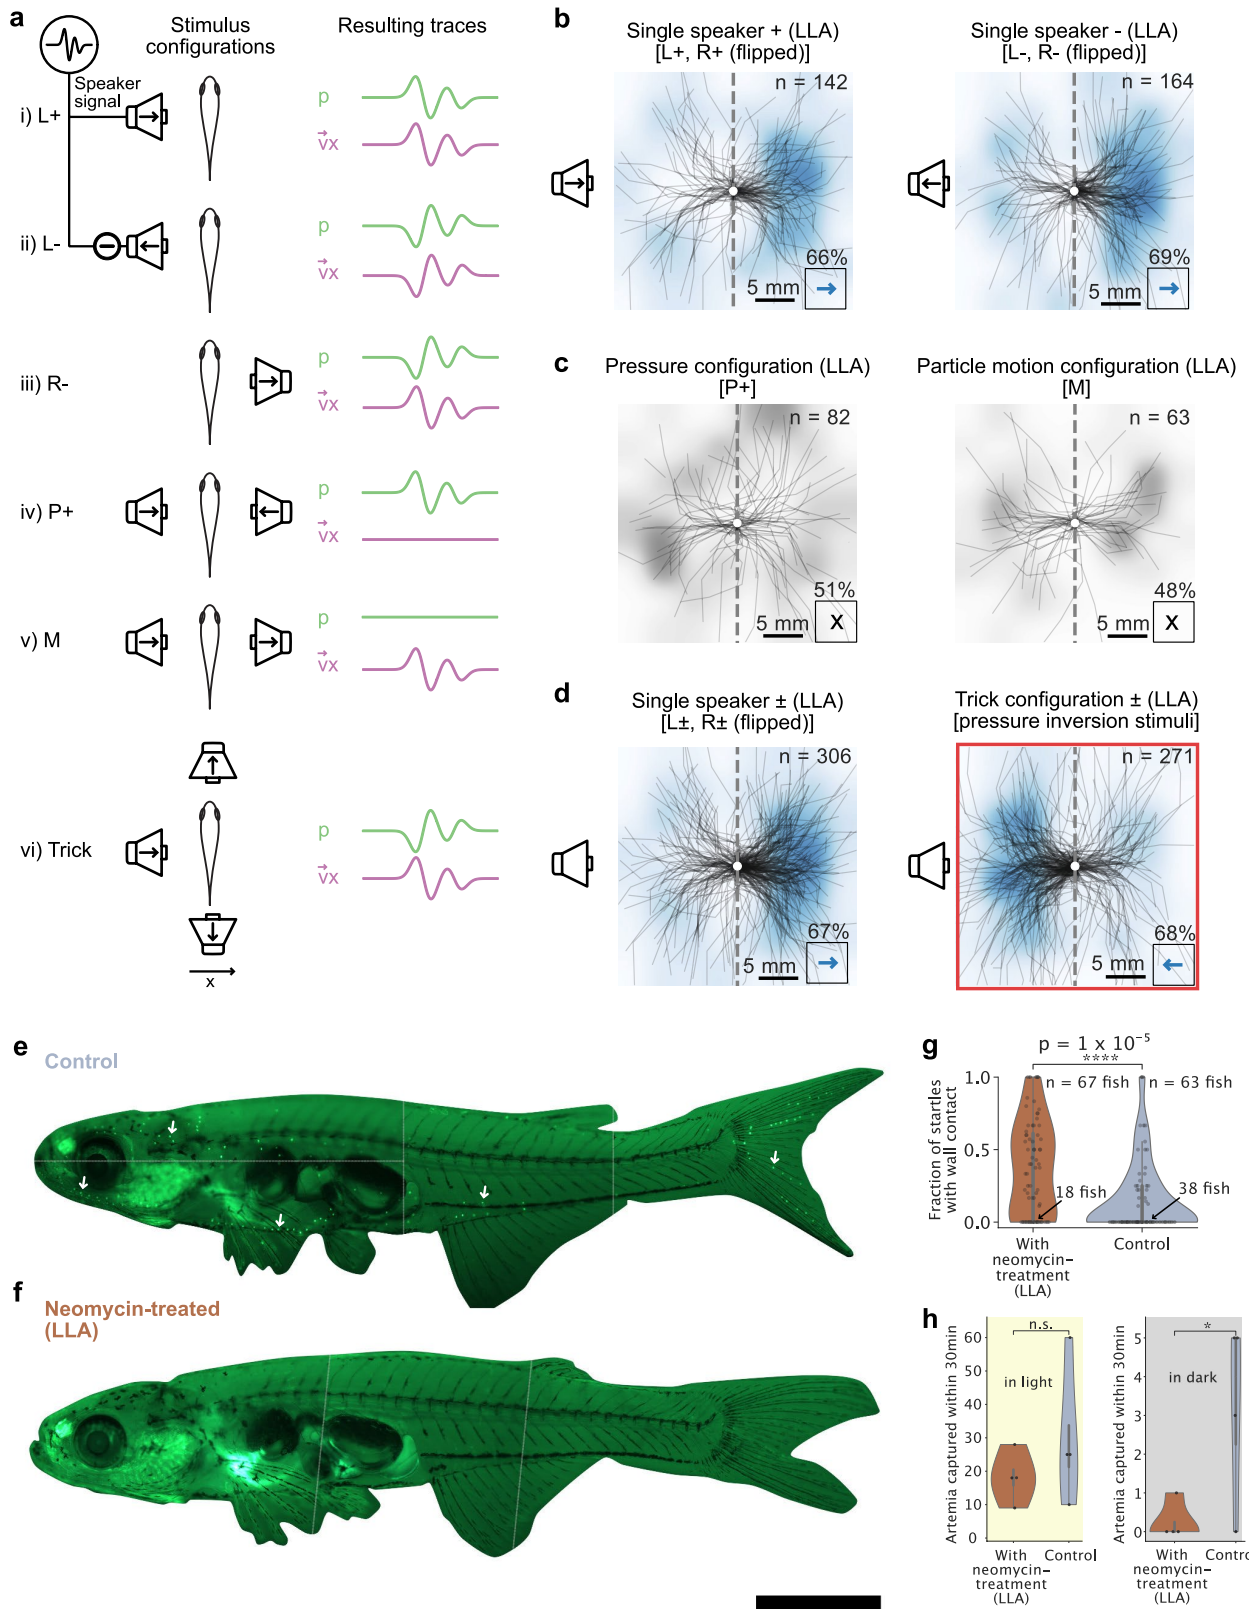 a
Stimulus
configurations
Resulting traces
Speaker
signal
i) L+
p
vx
ii) L-
p
vx
iii) R-
p
vx
iv) P+
p
vx
v) M
p
vx
vi) Trick
p
vx
x
b
Single speaker + (LLA)
[L+, R+ (flipped)]
n = 142
66%
5 mm
Single speaker - (LLA)
[L-, R- (flipped)]
n = 164
69%
5 mm
c
Pressure configuration (LLA)
[P+]
n = 82
51%
5 mm
X
Particle motion configuration (LLA)
[M]
n = 63
48%
5 mm
X
d
Single speaker ± (LLA)
[L±, R± (flipped)]
n = 306
67%
5 mm
Trick configuration ± (LLA)
[pressure inversion stimuli]
n = 271
68%
5 mm
e
Control
f
Neomycin-treated
(LLA)
g
p = 1 x 10⁻⁵
****
n = 67 fish
n = 63 fish
Fraction of startles
with wall contact
1.0
0.5
0.0
18 fish
38 fish
With
neomycin-
treatment
(LLA)
Control
h
Artemia captured within 30min
60
50
40
30
20
10
0
n.s.
in light
With
neomycin-
treatment
(LLA)
Control
Artemia captured within 30min
5
4
3
2
1
0
*
in dark
With
neomycin-
treatment
(LLA)
Contro